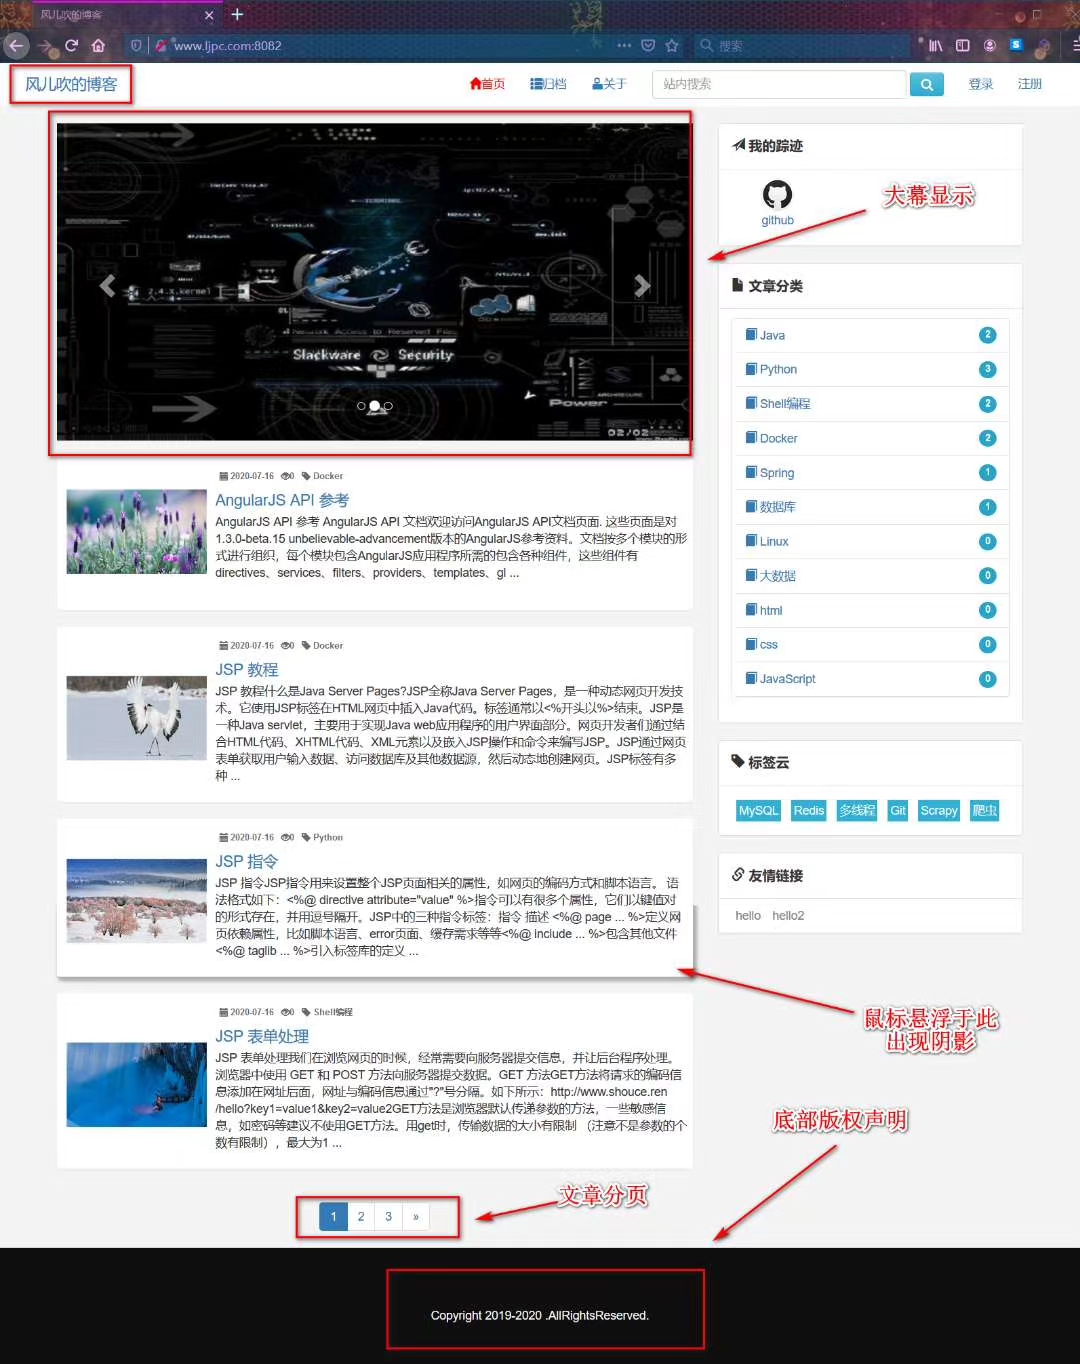 风儿吹的博客
www.ljpc.com:8082
搜索
风儿吹的博客
首页 归档 关于 站内搜索 登录 注册
大幕显示
2.4.x.kernel
Network Access to Reserved Files
Slackware Security
Power
02/02
2020-07-16 0 Docker
AngularJS API 参考
AngularJS API 参考 AngularJS API 文档欢迎访问AngularJS API文档页面. 这些页面是对
1.3.0-beta.15 unbelievable-advancement版本的AngularJS参考资料。文档按多个模块的形
式进行组织，每个模块包含AngularJS应用程序所需的包含各种组件，这些组件有
directives、services、filters、providers、templates、gl ...
2020-07-16 0 Docker
JSP 教程
JSP 教程什么是Java Server Pages?JSP全称Java Server Pages，是一种动态网页开发技
术。它使用JSP标签在HTML网页中插入Java代码。标签通常以<%开头以%>结束。JSP是
一种Java servlet，主要用于实现Java web应用程序的用户界面部分。网页开发者们通过结
合HTML代码、XHTML代码、XML元素以及嵌入JSP操作和命令来编写JSP。JSP通过网页
表单获取用户输入数据、访问数据库及其他数据源，然后动态地创建网页。JSP标签有多
种 ...
2020-07-16 0 Python
JSP 指令
JSP 指令JSP指令用来设置整个JSP页面相关的属性，如网页的编码方式和脚本语言。 语
法格式如下：<%@ directive attribute="value" %>指令可以有很多个属性，它们以键值对
的形式存在，并用逗号隔开。JSP中的三种指令标签：指令 描述 <%@ page ... %>定义网
页依赖属性，比如脚本语言、error页面、缓存需求等等<%@ include ... %>包含其他文件
<%@ taglib ... %>引入标签库的定义 ...
2020-07-16 0 Shell编程
JSP 表单处理
JSP 表单处理我们在浏览网页的时候，经常需要向服务器提交信息，并让后台程序处理。
浏览器中使用 GET 和 POST 方法向服务器提交数据。GET 方法GET方法将请求的编码信
息添加在网址后面，网址与编码信息通过"?"号分隔。如下所示：http://www.shouce.ren
/hello?key1=value1&key2=value2GET方法是浏览器默认传递参数的方法，一些敏感信
息，如密码等建议不使用GET方法。用get时，传输数据的大小有限制 （注意不是参数的个
数有限制），最大为1 ...
1 2 3 »
文章分页
我的踪迹
github
文章分类
Java 2
Python 3
Shell编程 2
Docker 2
Spring 1
数据库 1
Linux 0
大数据 0
html 0
css 0
JavaScript 0
标签云
MySQL Redis 多线程 Git Scrapy 爬虫
友情链接
hello hello2
鼠标悬浮于此
出现阴影
底部版权声明
Copyright 2019-2020 .AllRightsReserved.